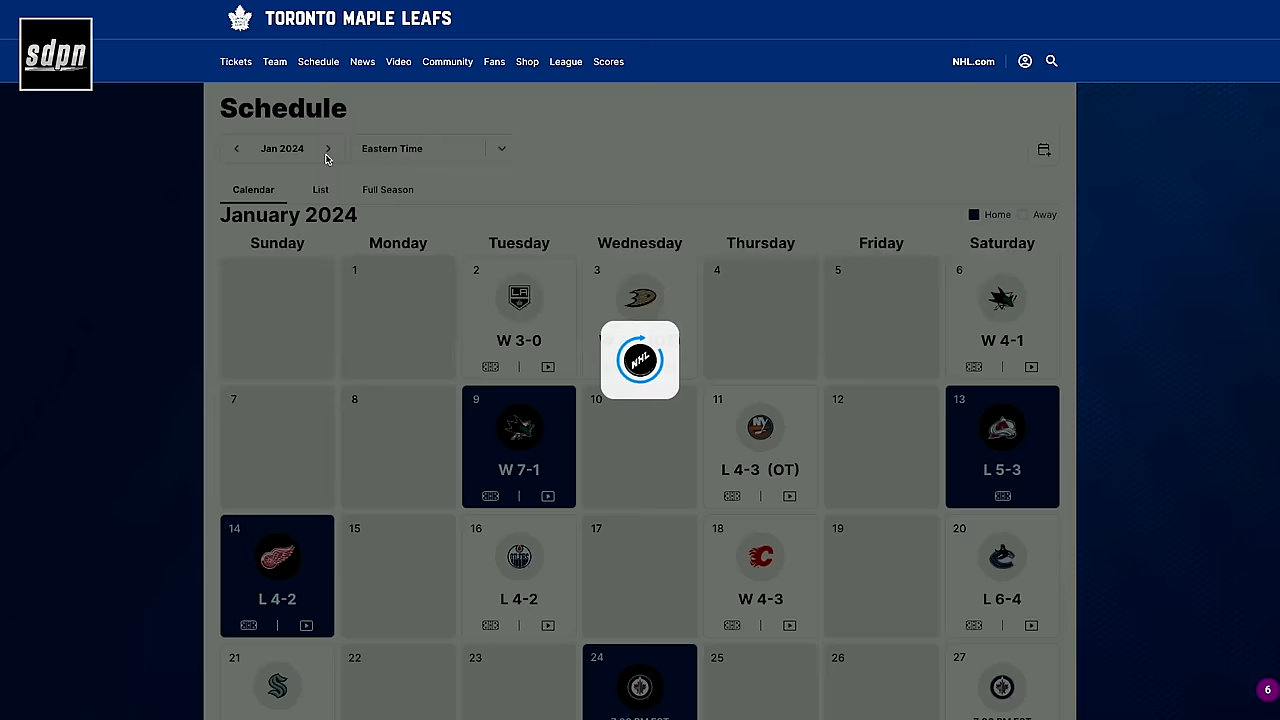 sdpn
TORONTO MAPLE LEAFS
Tickets Team Schedule News Video Community Fans Shop League Scores NHL.com
Schedule
Jan 2024 Eastern Time
Calendar List Full Season
January 2024 Home Away
Sunday Monday Tuesday Wednesday Thursday Friday Saturday
1 2 3 4 5 6
LA
W 3-0 W 4-1
NHL
7 8 9 10 11 12 13
NY
W 7-1 L 4-3 (OT) L 5-3
14 15 16 17 18 19 20
OILERS
L 4-2 L 4-2 W 4-3 L 6-4
21 22 23 24 25 26 27
6